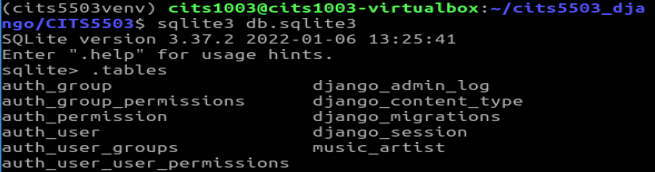 (cits5503venv) cits1003@cits1003-virtualbox:~/cits5503_dja
ngo/CITS5503$ sqlite3 db.sqlite3
SQLite version 3.37.2 2022-01-06 13:25:41
Enter ".help" for usage hints.
sqlite> .tables
auth_group                  django_admin_log
auth_group_permissions      django_content_type
auth_permission             django_migrations
auth_user                   django_session
auth_user_groups            music_artist
auth_user_user_permissions